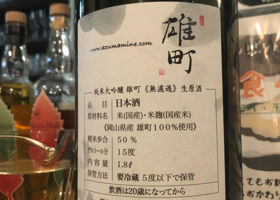 雄町
www.azumamine.com
純米大吟醸 雄町《無濾過》生原酒
品目 日本酒
原材料名 米(国産)・米麹(国産米)
(岡山県産 雄町100%使用)
精米歩合 50%
アルコール分 15度
内容量 1.8ℓ
保管方法 要冷蔵 5度以下で保管
飲酒は20歳になってから